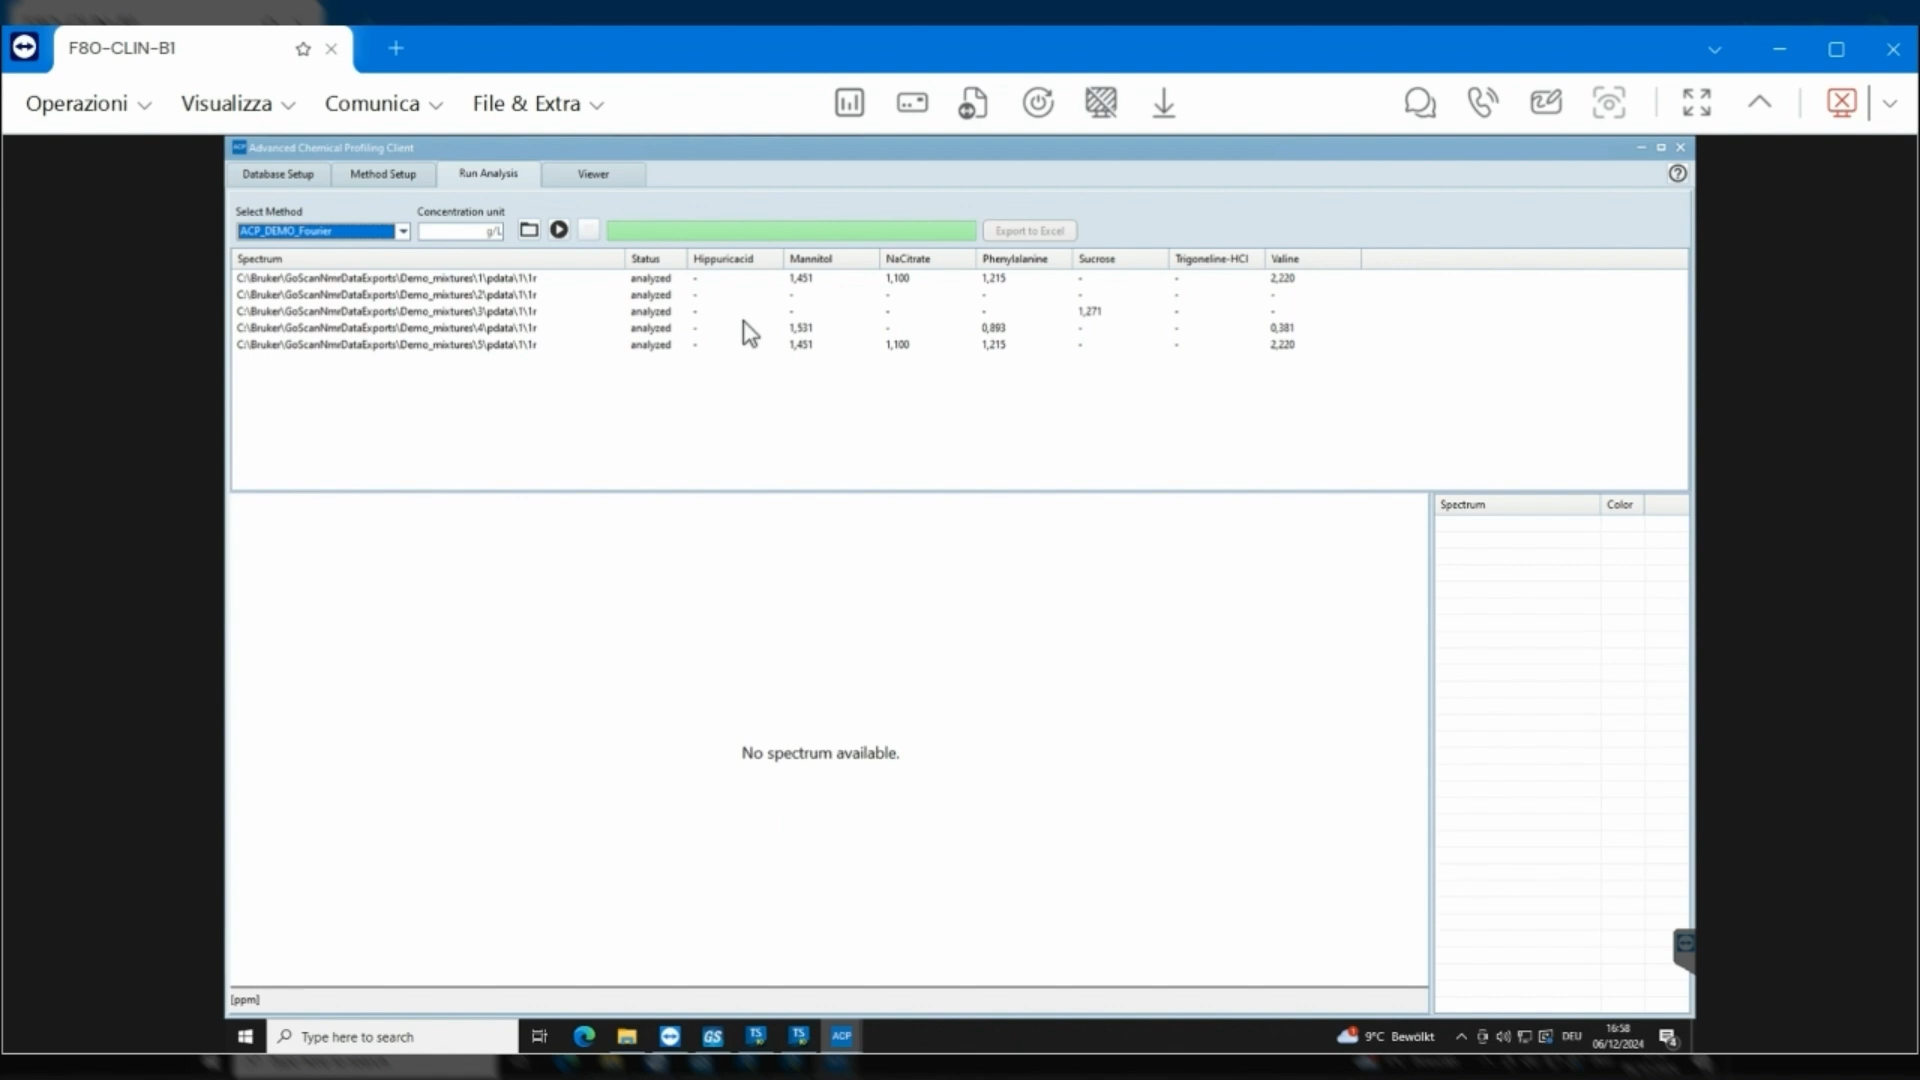 F80-CLIN-B1
Operazioni Visualizza Comunica File & Extra
ACP Advanced Chemical Profiling Client
Database Setup Method Setup Run Analysis Viewer
Select Method Concentration unit
ACP_DEMO_Fourier g/L Export to Excel
Spectrum Status Hippuricacid Mannitol NaCitrate Phenylalanine Sucrose Trigoneline-HCl Valine
C:\Bruker\GoScanNmrDataExports\Demo_mixtures\1\pdata\1\1r analyzed - 1,451 1,100 1,215 - - 2,220
C:\Bruker\GoScanNmrDataExports\Demo_mixtures\2\pdata\1\1r analyzed - - - - - - -
C:\Bruker\GoScanNmrDataExports\Demo_mixtures\3\pdata\1\1r analyzed - - - - 1,271 - -
C:\Bruker\GoScanNmrDataExports\Demo_mixtures\4\pdata\1\1r analyzed - 1,531 - 0,893 - - 0,381
C:\Bruker\GoScanNmrDataExports\Demo_mixtures\5\pdata\1\1r analyzed - 1,451 1,100 1,215 - - 2,220
Spectrum Color
No spectrum available.
[ppm]
Type here to search GS TS TS ACP 9°C Bewölkt DEU 16:58
06/12/2024 4